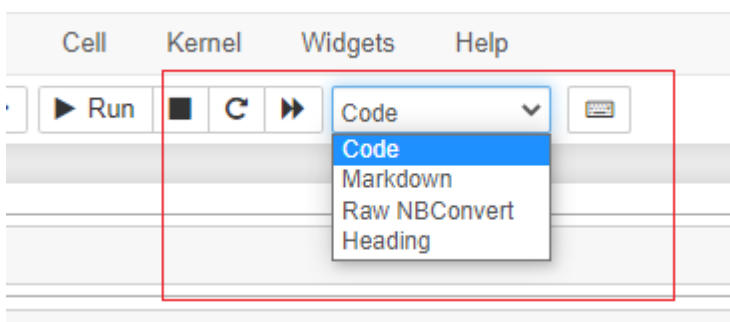 Cell Kernel Widgets Help
Run Code
Code
Markdown
Raw NBConvert
Heading